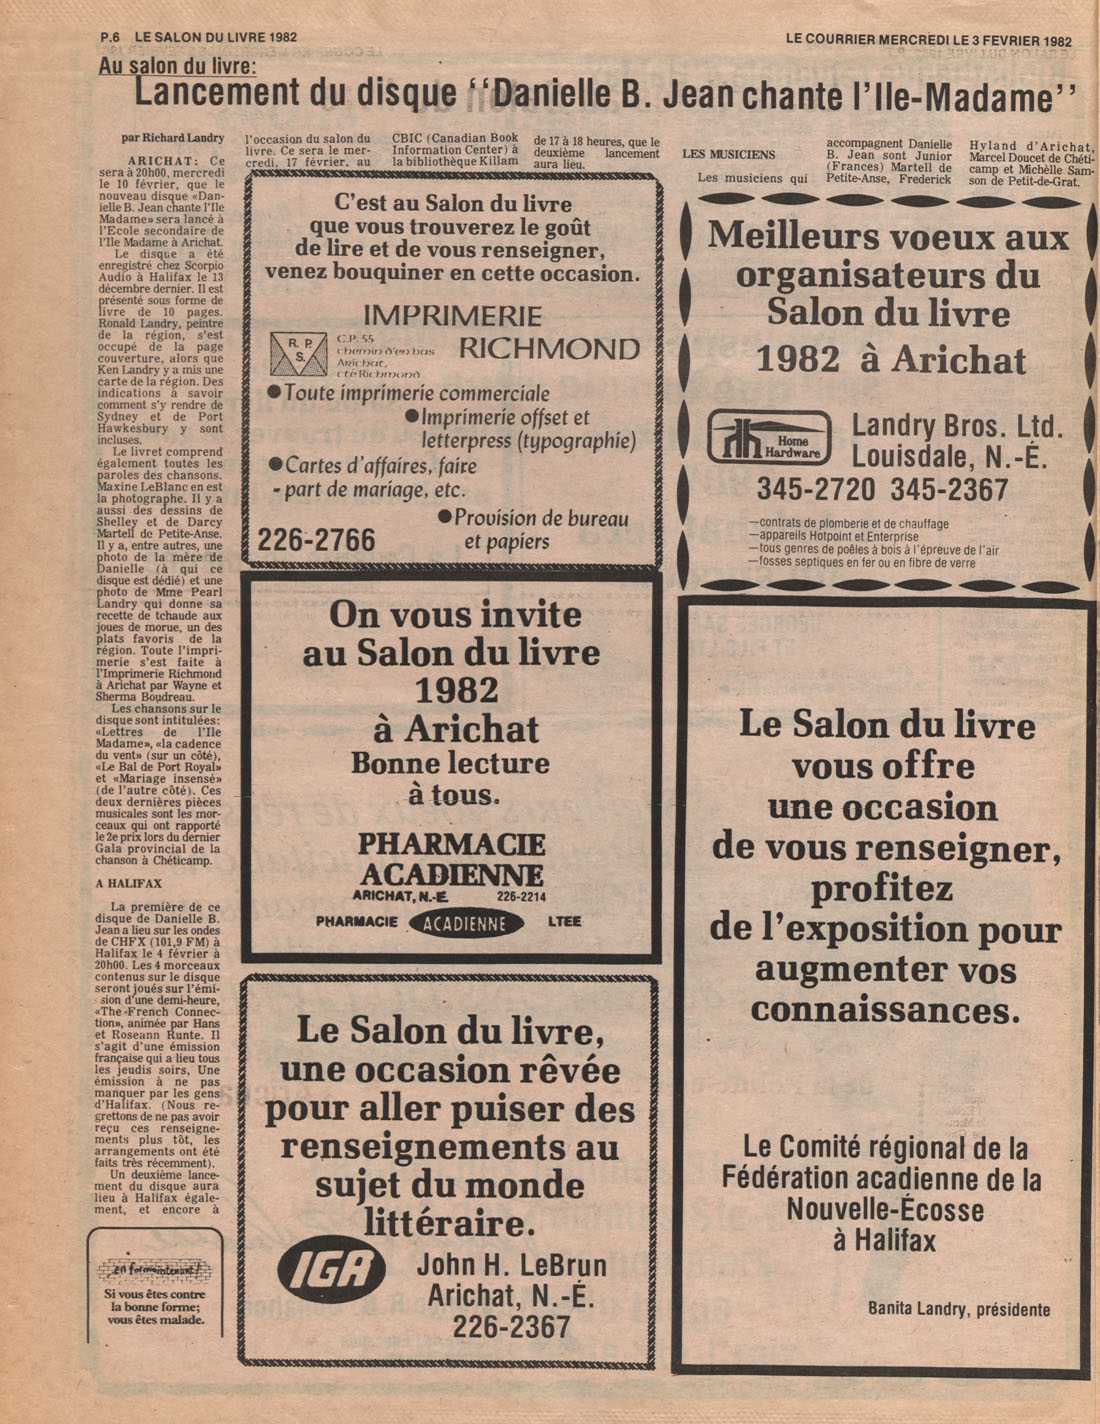 P.6 LE SALON DU LIVRE 1982
LE COURRIER MERCREDI LE 3 FEVRIER 1982
Au salon du livre:
Lancement du disque ‘‘Danielle B. Jean chante l’Ile-Madame’’
par Richard Landry
ARICHAT: Ce
sera à 20h00, mercredi
le 10 février, que le
nouveau disque «Dan-
ielle B. Jean chante l'Ile
Madame» sera lancé à
l'Ecole secondaire de
l'Ile Madame à Arichat.
Le disque a été
enregistré chez Scorpio
Audio à Halifax le 13
décembre dernier. Il est
présenté sous forme de
livre de 10 pages.
Ronald Landry, peintre
de la région, s'est
occupé de la page
couverture, alors que
Ken Landry y a mis une
carte de la région. Des
indications à savoir
comment s'y rendre de
Sydney et de Port
Hawkesbury y sont
incluses.
Le livret comprend
également toutes les
paroles des chansons.
Maxine LeBlanc en est
la photographe. Il y a
aussi des dessins de
Shelley et de Darcy
Martell de Petite-Anse.
Il y a, entre autres, une
photo de la mère de
Danielle (à qui ce
disque est dédié) et une
photo de Mme Pearl
Landry qui donne sa
recette de tchaude aux
joues de morue, un des
plats favoris de la
région. Toute l'impri-
merie s'est faite à
l'Imprimerie Richmond
à Arichat par Wayne et
Sherma Boudreau.
Les chansons sur le
disque sont intitulées:
«Lettres de l'Ile
Madame», «la cadence
du vent» (sur un côté),
«Le Bal de Port Royal»
et «Mariage insensé»
(de l'autre côté). Ces
deux dernières pièces
musicales sont les mor-
ceaux qui ont rapporté
le 2e prix lors du dernier
Gala provincial de la
chanson à Chéticamp.
A HALIFAX
La première de ce
disque de Danielle B.
Jean a lieu sur les ondes
de CHFX (101,9 FM) à
Halifax le 4 février à
20h00. Les 4 morceaux
contenus sur le disque
seront joués sur l'émi-
sion d'une demi-heure,
«The French Connec-
tion», animée par Hans
et Roseann Runte. Il
s'agit d'une émission
française qui a lieu tous
les jeudis soirs. Une
émission à ne pas
manquer par les gens
d'Halifax. (Nous re-
grettons de ne pas avoir
reçu ces renseigne-
ments plus tôt, les
arrangements ont été
faits très récemment).
Un deuxième lance-
ment du disque aura
lieu à Halifax égale-
ment, et encore à
l'occasion du salon du
livre. Ce sera le mer-
credi, 17 février, au
CBIC (Canadian Book
Information Center) à
la bibliothèque Killam
de 17 à 18 heures, que le
deuxième lancement
aura lieu.
LES MUSICIENS
Les musiciens qui
accompagnent Danielle
B. Jean sont Junior
(Frances) Martell de
Petite-Anse, Frederick
Hyland d'Arichat,
Marcel Doucet de Chéti-
camp et Michèlle Sam-
son de Petit-de-Grat.
en formaintenant!
Si vous êtes contre
la bonne forme;
vous êtes malade.
C'est au Salon du livre
que vous trouverez le goût
de lire et de vous renseigner,
venez bouquiner en cette occasion.
IMPRIMERIE
RICHMOND
R. P.
S.
C.P. 55
chemin d'en bas
Arichat,
cté Richmond
●Toute imprimerie commerciale
●Imprimerie offset et
letterpress (typographie)
●Cartes d'affaires, faire
- part de mariage, etc.
●Provision de bureau
et papiers
226-2766
On vous invite
au Salon du livre
1982
à Arichat
Bonne lecture
à tous.
PHARMACIE
ACADIENNE
ARICHAT, N.-É. 226-2214
PHARMACIE ACADIENNE LTEE
Le Salon du livre,
une occasion rêvée
pour aller puiser des
renseignements au
sujet du monde
littéraire.
IGA
John H. LeBrun
Arichat, N.-É.
226-2367
Meilleurs voeux aux
organisateurs du
Salon du livre
1982 à Arichat
Home
Hardware
Landry Bros. Ltd.
Louisdale, N.-É.
345-2720 345-2367
—contrats de plomberie et de chauffage
—appareils Hotpoint et Enterprise
—tous genres de poêles à bois à l'épreuve de l'air
—fosses septiques en fer ou en fibre de verre
Le Salon du livre
vous offre
une occasion
de vous renseigner,
profitez
de l'exposition pour
augmenter vos
connaissances.
Le Comité régional de la
Fédération acadienne de la
Nouvelle-Écosse
à Halifax
Banita Landry, présidente